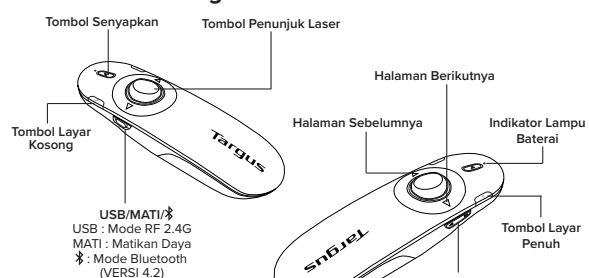 Tombol Senyapkan
Tombol Penunjuk Laser
Tombol Layar
Kosong
Targus
USB/MATI/
USB : Mode RF 2.4G
MATI : Matikan Daya
: Mode Bluetooth
(VERSI 4.2)
Halaman Berikutnya
Halaman Sebelumnya
Indikator Lampu
Baterai
Tombol Layar
Penuh
Targus